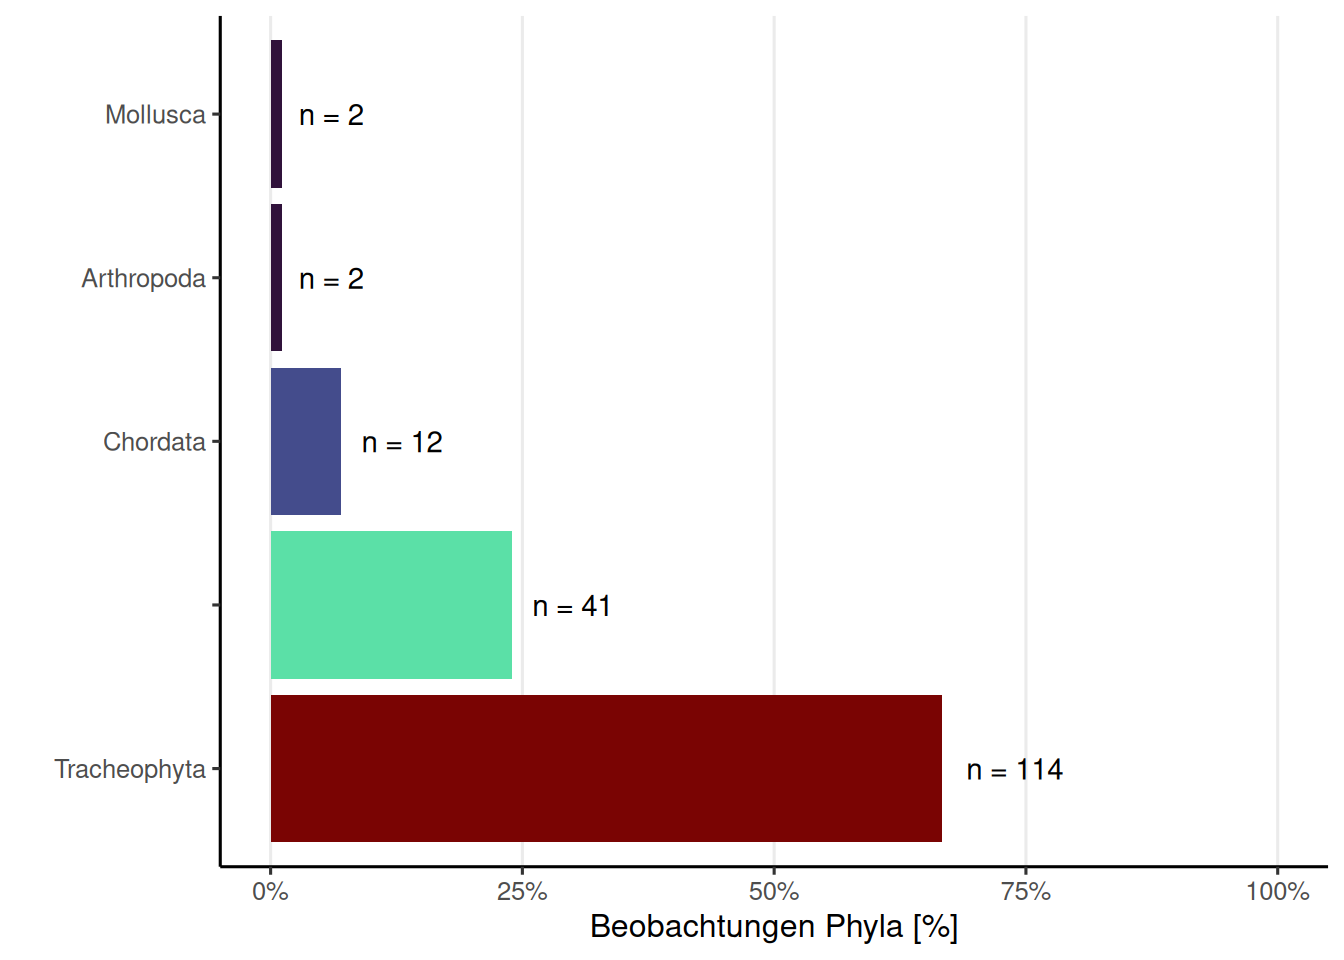 Mollusca
n = 2
Arthropoda
n = 2
Chordata
n = 12
n = 41
Tracheophyta
n = 114
0% 25% 50% 75% 100%
Beobachtungen Phyla [%]